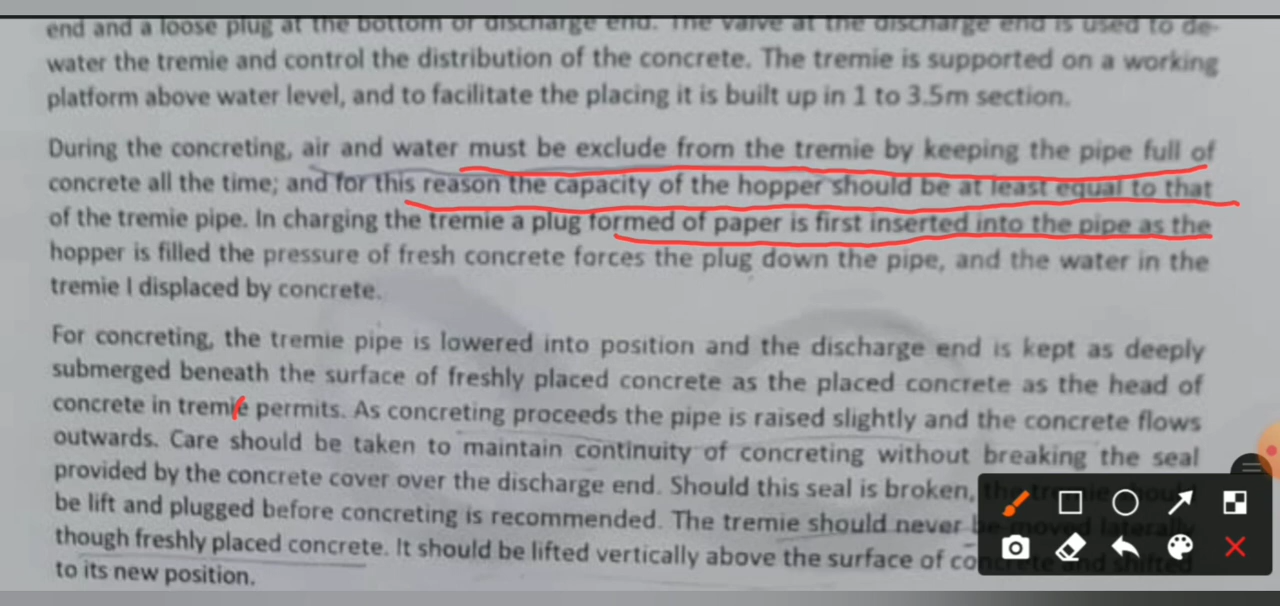 end and a loose plug at the bottom or discharge end. The valve at the discharge end is used to de-
water the tremie and control the distribution of the concrete. The tremie is supported on a working
platform above water level, and to facilitate the placing it is built up in 1 to 3.5m section.
During the concreting, air and water must be exclude from the tremie by keeping the pipe full of
concrete all the time; and for this reason the capacity of the hopper should be at least equal to that
of the tremie pipe. In charging the tremie a plug formed of paper is first inserted into the pipe as the
hopper is filled the pressure of fresh concrete forces the plug down the pipe, and the water in the
tremie I displaced by concrete.
For concreting, the tremie pipe is lowered into position and the discharge end is kept as deeply
submerged beneath the surface of freshly placed concrete as the placed concrete as the head of
concrete in tremie permits. As concreting proceeds the pipe is raised slightly and the concrete flows
outwards. Care should be taken to maintain continuity of concreting without breaking the seal
provided by the concrete cover over the discharge end. Should this seal is broken, the tremie should
be lift and plugged before concreting is recommended. The tremie should never be moved laterally
though freshly placed concrete. It should be lifted vertically above the surface of concrete and shifted
to its new position.